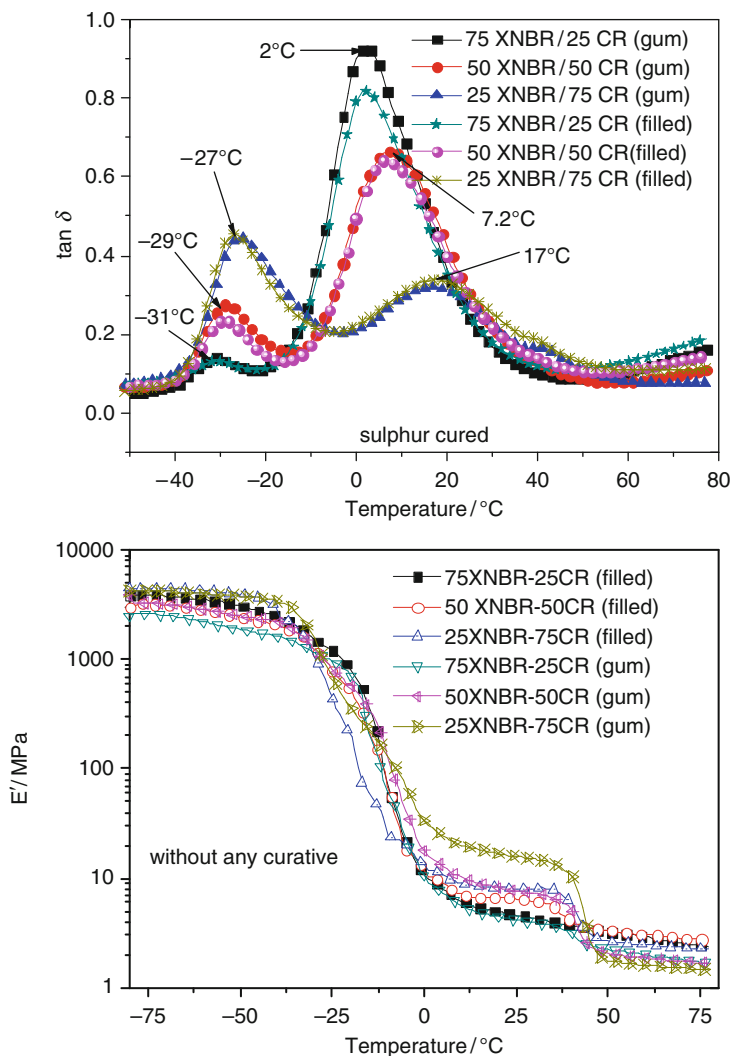 1.0
0.8
0.6
0.4
0.2
0.0
tan δ
2°C
75 XNBR/25 CR (gum)
50 XNBR/50 CR (gum)
25 XNBR/75 CR (gum)
75 XNBR/25 CR (filled)
50 XNBR/50 CR(filled)
25 XNBR/75 CR (filled)
−27°C
−29°C
−31°C
7.2°C
17°C
sulphur cured
−40 −20 0 20 40 60 80
Temperature/°C
10000
1000
100
10
1
E′/MPa
75XNBR-25CR (filled)
50 XNBR-50CR (filled)
25XNBR-75CR (filled)
75XNBR-25CR (gum)
50XNBR-50CR (gum)
25XNBR-75CR (gum)
without any curative
−75 −50 −25 0 25 50 75
Temperature/°C